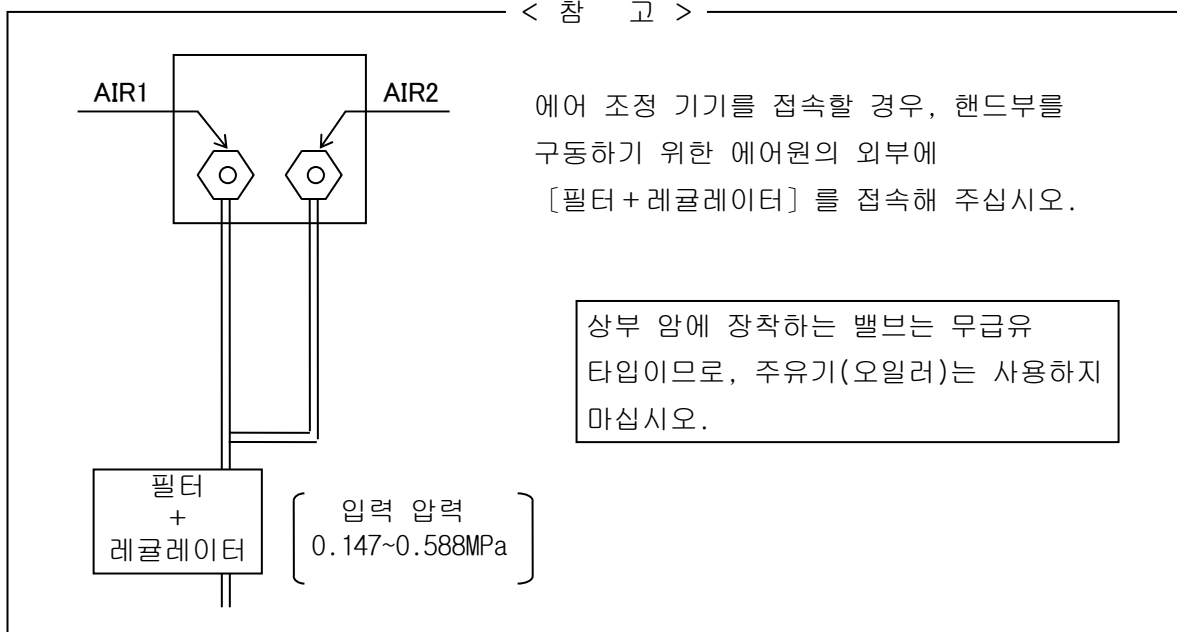 < 참 고 >
AIR1
AIR2
에어 조정 기기를 접속할 경우, 핸드부를
구동하기 위한 에어원의 외부에
［필터＋레귤레이터］를 접속해 주십시오.
상부 암에 장착하는 밸브는 무급유
타입이므로, 주유기(오일러)는 사용하지
마십시오.
필터
+
레귤레이터
입력 압력
0.147~0.588MPa